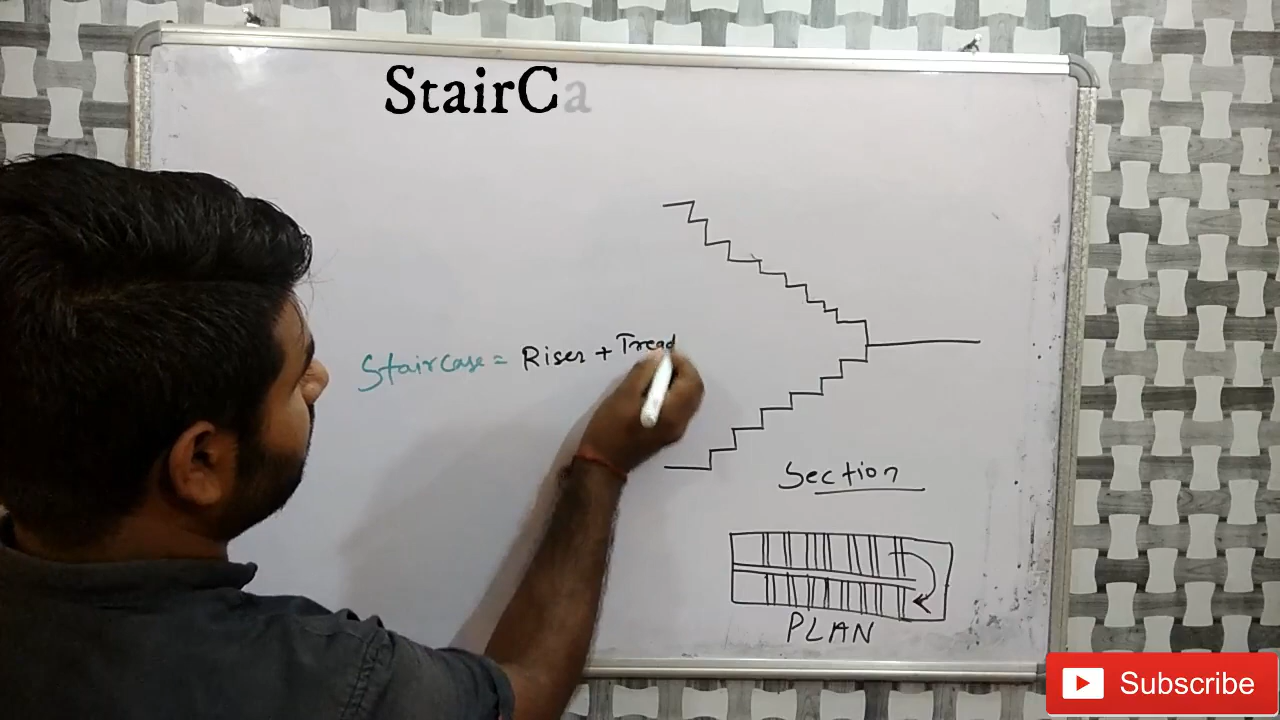 StairCa
Staircase = Riser + Tread
Section
PLAN
Subscribe